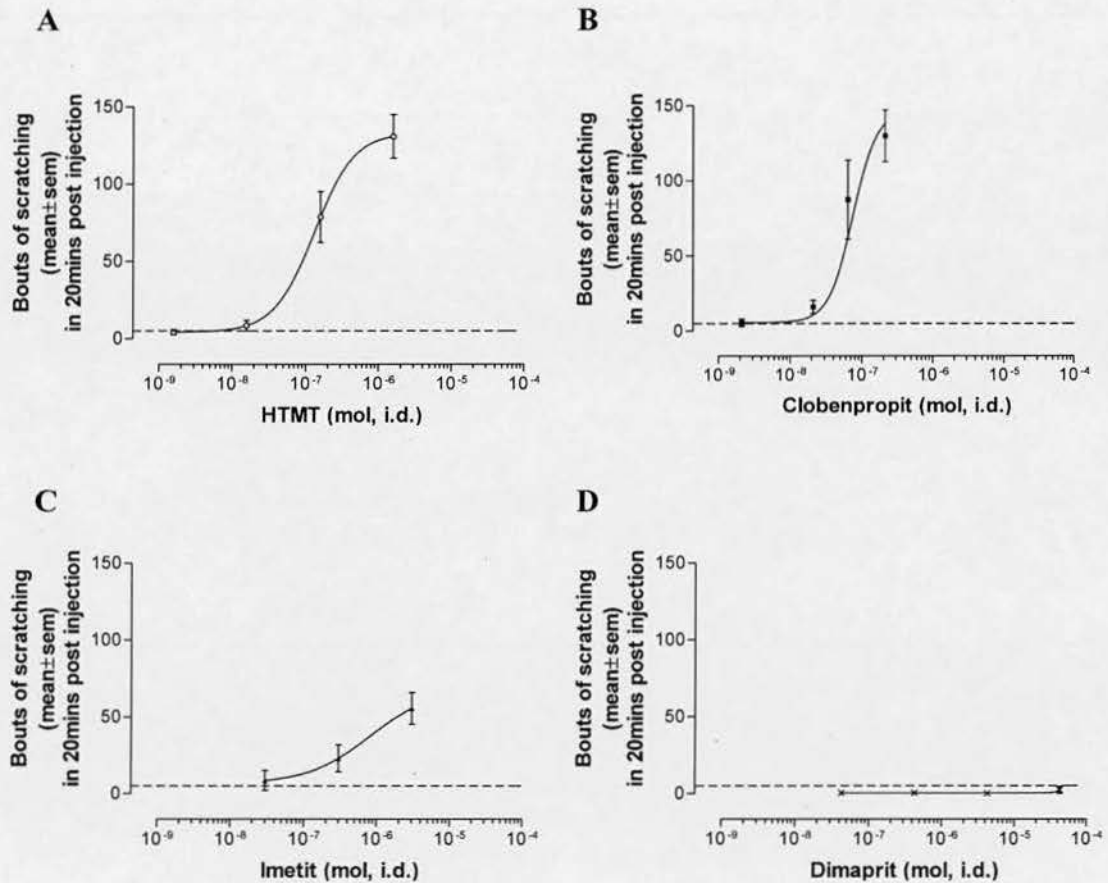 A
Bouts of scratching
(mean±sem)
in 20mins post injection
150
100
50
0
10⁻⁹ 10⁻⁸ 10⁻⁷ 10⁻⁶ 10⁻⁵ 10⁻⁴
HTMT (mol, i.d.)
B
Bouts of scratching
(mean±sem)
in 20mins post injection
150
100
50
0
10⁻⁹ 10⁻⁸ 10⁻⁷ 10⁻⁶ 10⁻⁵ 10⁻⁴
Clobenpropit (mol, i.d.)
C
Bouts of scratching
(mean±sem)
in 20mins post injection
150
100
50
0
10⁻⁹ 10⁻⁸ 10⁻⁷ 10⁻⁶ 10⁻⁵ 10⁻⁴
Imetit (mol, i.d.)
D
Bouts of scratching
(mean±sem)
in 20mins post injection
150
100
50
0
10⁻⁹ 10⁻⁸ 10⁻⁷ 10⁻⁶ 10⁻⁵ 10⁻⁴
Dimaprit (mol, i.d.)